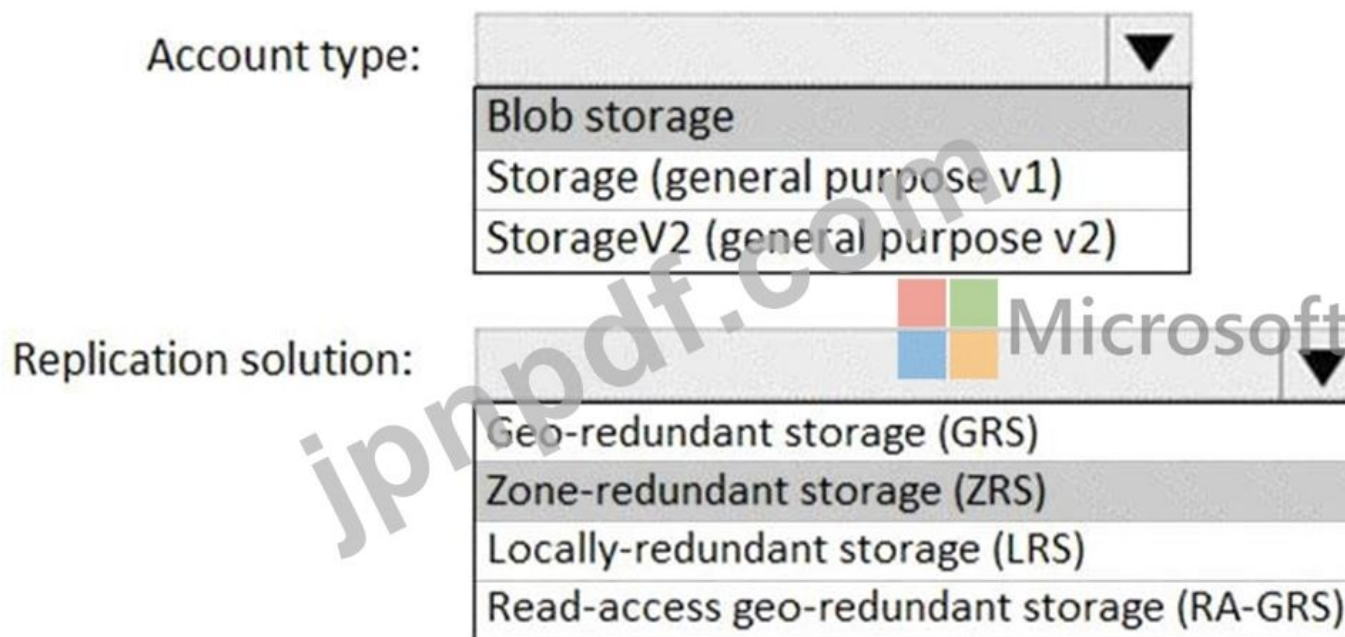 Account type:
Blob storage
Storage (general purpose v1)
StorageV2 (general purpose v2)
Microsoft
Replication solution:
Geo-redundant storage (GRS)
Zone-redundant storage (ZRS)
Locally-redundant storage (LRS)
Read-access geo-redundant storage (RA-GRS)
jpnpdf.com